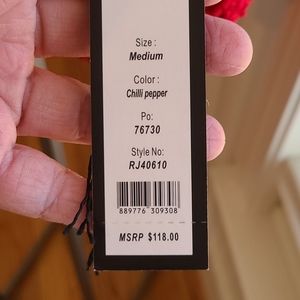 Size :
Medium
Color :
Chilli pepper
Po:
76730
Style No:
RJ40610
889776 309308
MSRP $118.00